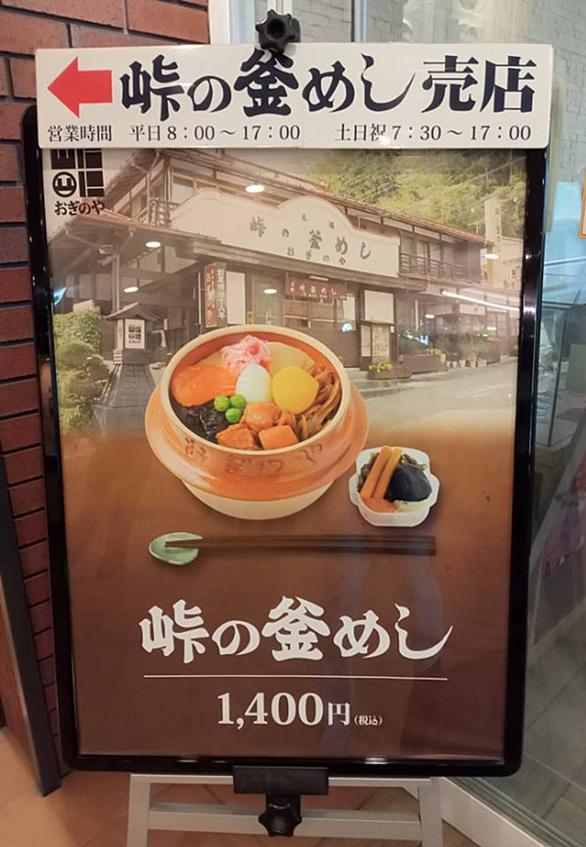 峠の釜めし売店
営業時間 平日8:00～17:00 土日祝7:30～17:00
おぎのや
峠の釜めし
おぎのや
峠の釜めし
1,400円(税込)